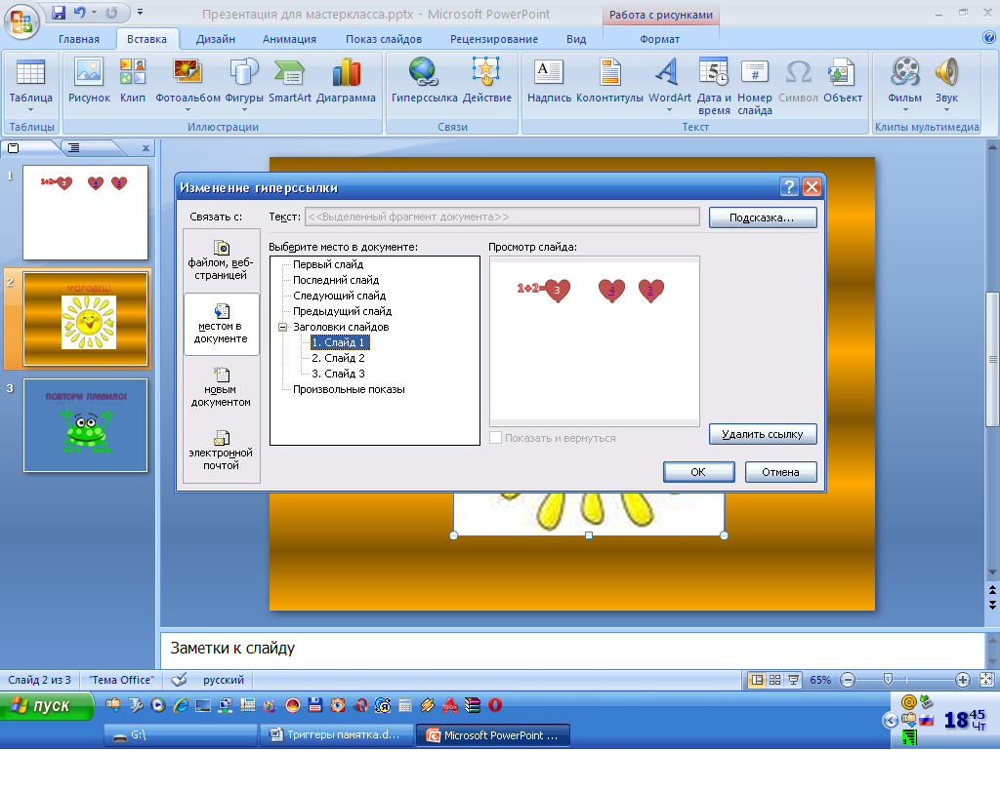 Презентация для мастеркласса.pptx - Microsoft PowerPoint
Работа с рисунками
Главная Вставка Дизайн Анимация Показ слайдов Рецензирование Вид Формат
Таблица Рисунок Клип Фотоальбом Фигуры SmartArt Диаграмма Гиперссылка Действие Надпись Колонтитулы WordArt Дата и время Номер слайда Символ Объект Фильм Звук
Таблицы Иллюстрации Связи Текст Клипы мультимедиа
1
1+2= 3
2
МОЛОДЕЦ!
3
ПОВТОРИ ПРАВИЛО!
Изменение гиперссылки
Связать с:
Текст: <<Выделенный фрагмент документа>>
Подсказка...
файлом, веб-
страницей
местом в
документе
новым
документом
электронной
почтой
Выберите место в документе:
Первый слайд
Последний слайд
Следующий слайд
Предыдущий слайд
Заголовки слайдов
1. Слайд 1
2. Слайд 2
3. Слайд 3
Произвольные показы
Просмотр слайда:
1+2= 3 4
Показать и вернуться
Удалить ссылку
ОК Отмена
Заметки к слайду
Слайд 2 из 3 "Тема Office" русский 65%
пуск
18 45
Чт
G:\ Триггеры памятка.d... Microsoft PowerPoint ...